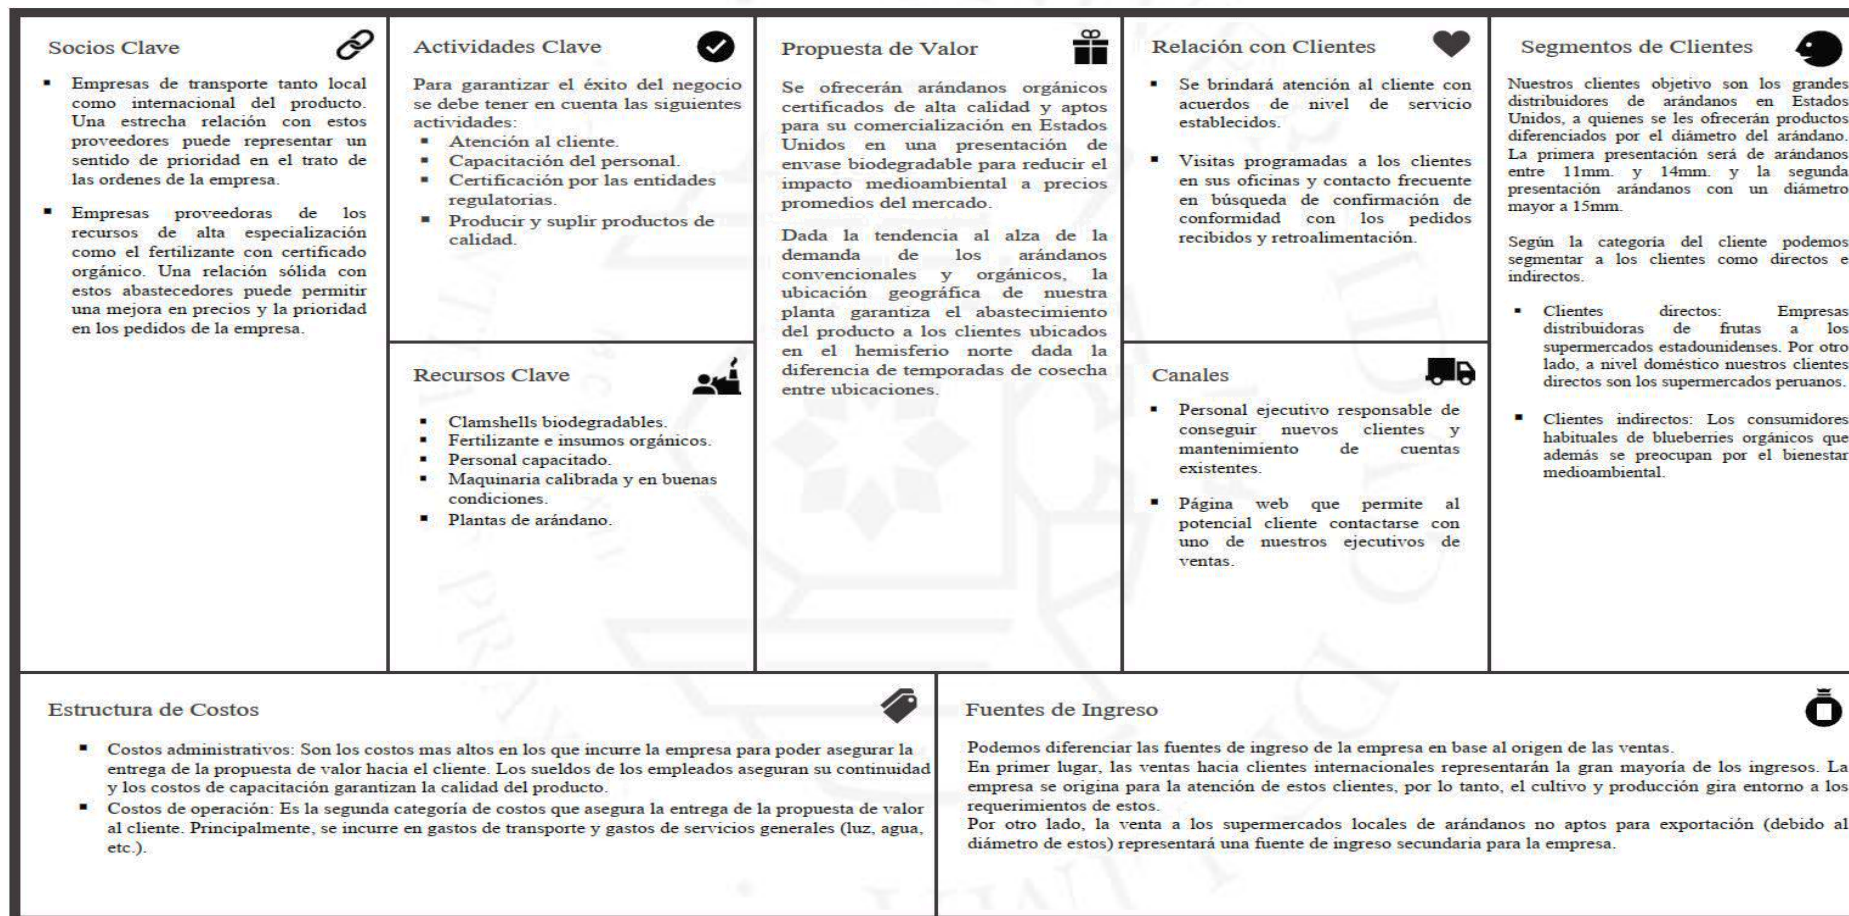 Socios Clave
▪ Empresas de transporte tanto local
como internacional del producto.
Una estrecha relación con estos
proveedores puede representar un
sentido de prioridad en el trato de
las ordenes de la empresa.
▪ Empresas proveedoras de los
recursos de alta especialización
como el fertilizante con certificado
orgánico. Una relación sólida con
estos abastecedores puede permitir
una mejora en precios y la prioridad
en los pedidos de la empresa.
Actividades Clave
Para garantizar el éxito del negocio
se debe tener en cuenta las siguientes
actividades:
▪ Atención al cliente.
▪ Capacitación del personal.
▪ Certificación por las entidades
regulatorias.
▪ Producir y suplir productos de
calidad.
Recursos Clave
▪ Clamshells biodegradables.
▪ Fertilizante e insumos orgánicos.
▪ Personal capacitado.
▪ Maquinaria calibrada y en buenas
condiciones.
▪ Plantas de arándano.
Propuesta de Valor
Se ofrecerán arándanos orgánicos
certificados de alta calidad y aptos
para su comercialización en Estados
Unidos en una presentación de
envase biodegradable para reducir el
impacto medioambiental a precios
promedios del mercado.
Dada la tendencia al alza de la
demanda de los arándanos
convencionales y orgánicos, la
ubicación geográfica de nuestra
planta garantiza el abastecimiento
del producto a los clientes ubicados
en el hemisferio norte dada la
diferencia de temporadas de cosecha
entre ubicaciones.
Relación con Clientes
▪ Se brindará atención al cliente con
acuerdos de nivel de servicio
establecidos.
▪ Visitas programadas a los clientes
en sus oficinas y contacto frecuente
en búsqueda de confirmación de
conformidad con los pedidos
recibidos y retroalimentación.
Canales
▪ Personal ejecutivo responsable de
conseguir nuevos clientes y
mantenimiento de cuentas
existentes.
▪ Página web que permite al
potencial cliente contactarse con
uno de nuestros ejecutivos de
ventas.
Segmentos de Clientes
Nuestros clientes objetivo son los grandes
distribuidores de arándanos en Estados
Unidos, a quienes se les ofrecerán productos
diferenciados por el diámetro del arándano.
La primera presentación será de arándanos
entre 11mm. y 14mm. y la segunda
presentación arándanos con un diámetro
mayor a 15mm.
Según la categoría del cliente podemos
segmentar a los clientes como directos e
indirectos.
▪ Clientes directos: Empresas
distribuidoras de frutas a los
supermercados estadounidenses. Por otro
lado, a nivel doméstico nuestros clientes
directos son los supermercados peruanos.
▪ Clientes indirectos: Los consumidores
habituales de blueberries orgánicos que
además se preocupan por el bienestar
medioambiental.
Estructura de Costos
▪ Costos administrativos: Son los costos mas altos en los que incurre la empresa para poder asegurar la
entrega de la propuesta de valor hacia el cliente. Los sueldos de los empleados aseguran su continuidad
y los costos de capacitación garantizan la calidad del producto.
▪ Costos de operación: Es la segunda categoría de costos que asegura la entrega de la propuesta de valor
al cliente. Principalmente, se incurre en gastos de transporte y gastos de servicios generales (luz, agua,
etc.).
Fuentes de Ingreso
Podemos diferenciar las fuentes de ingreso de la empresa en base al origen de las ventas.
En primer lugar, las ventas hacia clientes internacionales representarán la gran mayoría de los ingresos. La
empresa se origina para la atención de estos clientes, por lo tanto, el cultivo y producción gira entorno a los
requerimientos de estos.
Por otro lado, la venta a los supermercados locales de arándanos no aptos para exportación (debido al
diámetro de estos) representará una fuente de ingreso secundaria para la empresa.